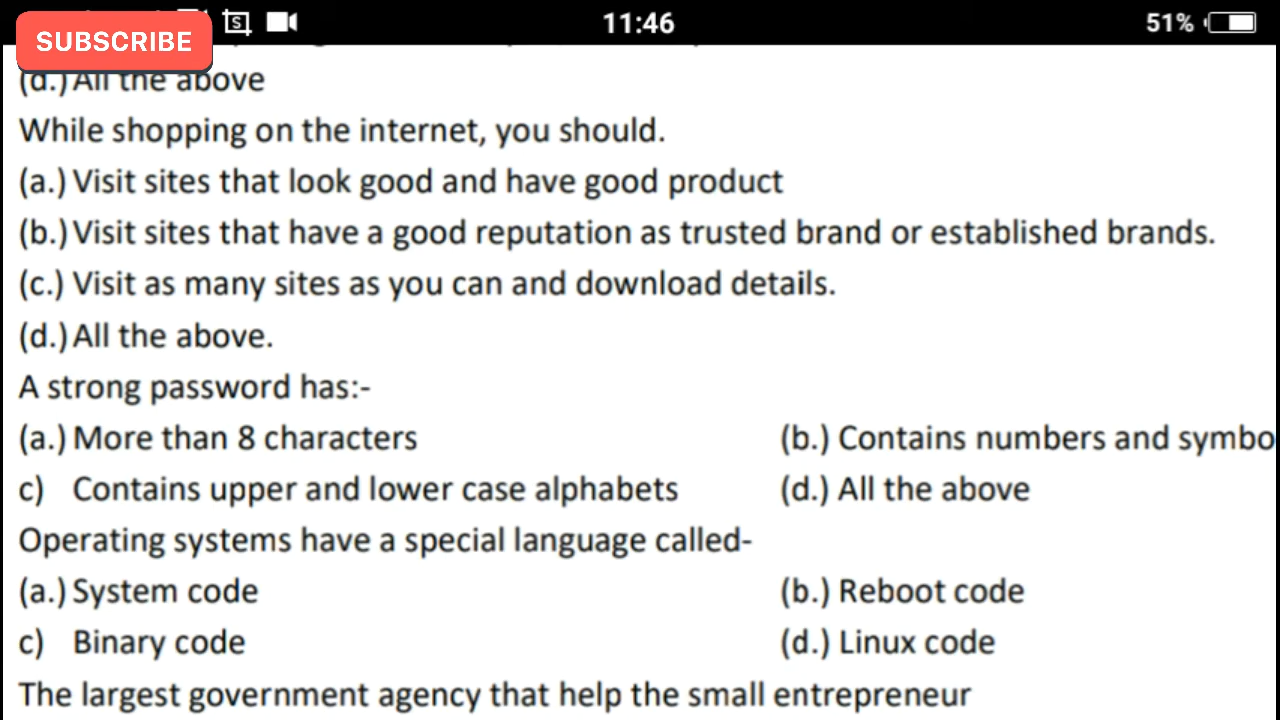 11:46
51%
SUBSCRIBE
(d.) All the above
While shopping on the internet, you should.
(a.) Visit sites that look good and have good product
(b.) Visit sites that have a good reputation as trusted brand or established brands.
(c.) Visit as many sites as you can and download details.
(d.) All the above.
A strong password has:-
(a.) More than 8 characters (b.) Contains numbers and symbo
c) Contains upper and lower case alphabets (d.) All the above
Operating systems have a special language called-
(a.) System code (b.) Reboot code
c) Binary code (d.) Linux code
The largest government agency that help the small entrepreneur